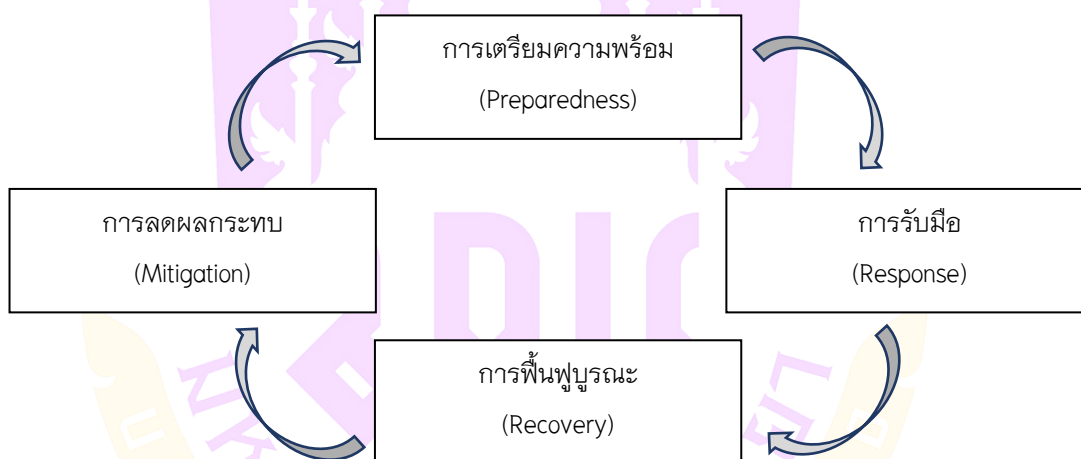 การเตรียมความพร้อม
(Preparedness)
การลดผลกระทบ
(Mitigation)
การรับมือ
(Response)
การฟื้นฟูบูรณะ
(Recovery)